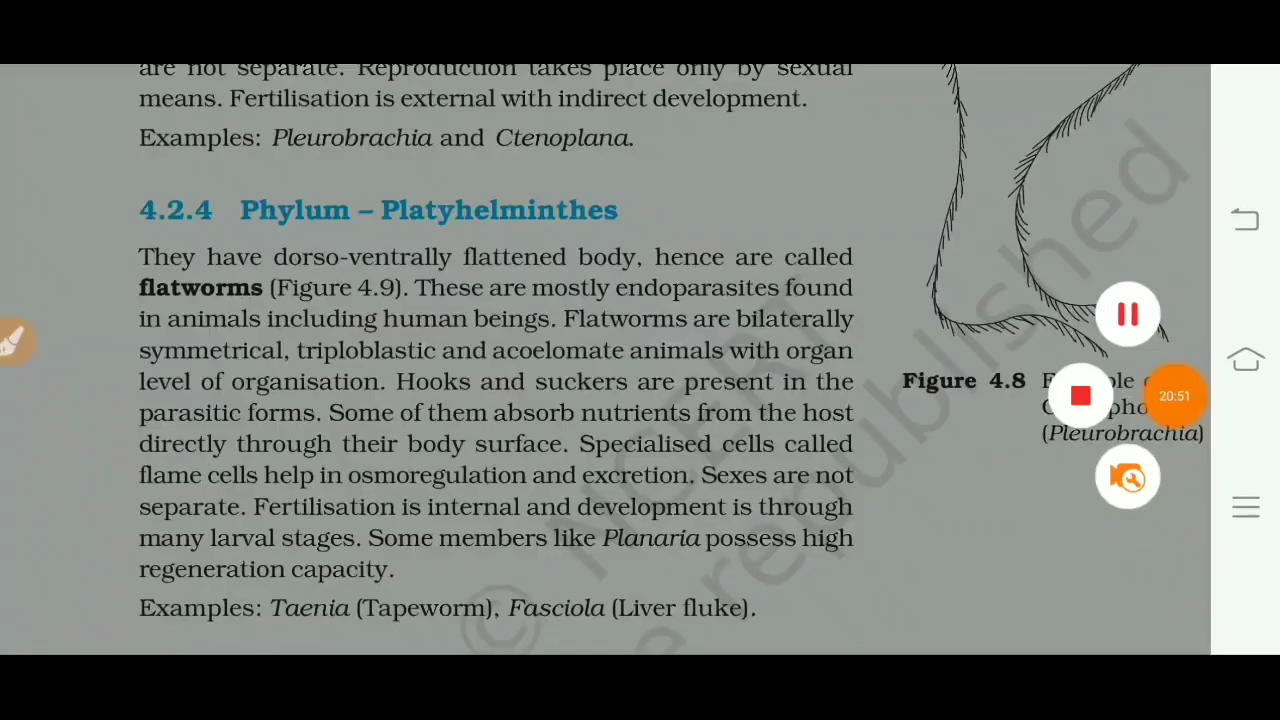 are not separate. Reproduction takes place only by sexual
means. Fertilisation is external with indirect development.
Examples: Pleurobrachia and Ctenoplana.
4.2.4 Phylum – Platyhelminthes
They have dorso-ventrally flattened body, hence are called
flatworms (Figure 4.9). These are mostly endoparasites found
in animals including human beings. Flatworms are bilaterally
symmetrical, triploblastic and acoelomate animals with organ
level of organisation. Hooks and suckers are present in the
parasitic forms. Some of them absorb nutrients from the host
directly through their body surface. Specialised cells called
flame cells help in osmoregulation and excretion. Sexes are not
separate. Fertilisation is internal and development is through
many larval stages. Some members like Planaria possess high
regeneration capacity.
Examples: Taenia (Tapeworm), Fasciola (Liver fluke).
Figure 4.8
(Pleurobrachia)
20:51
© NCERT
republished